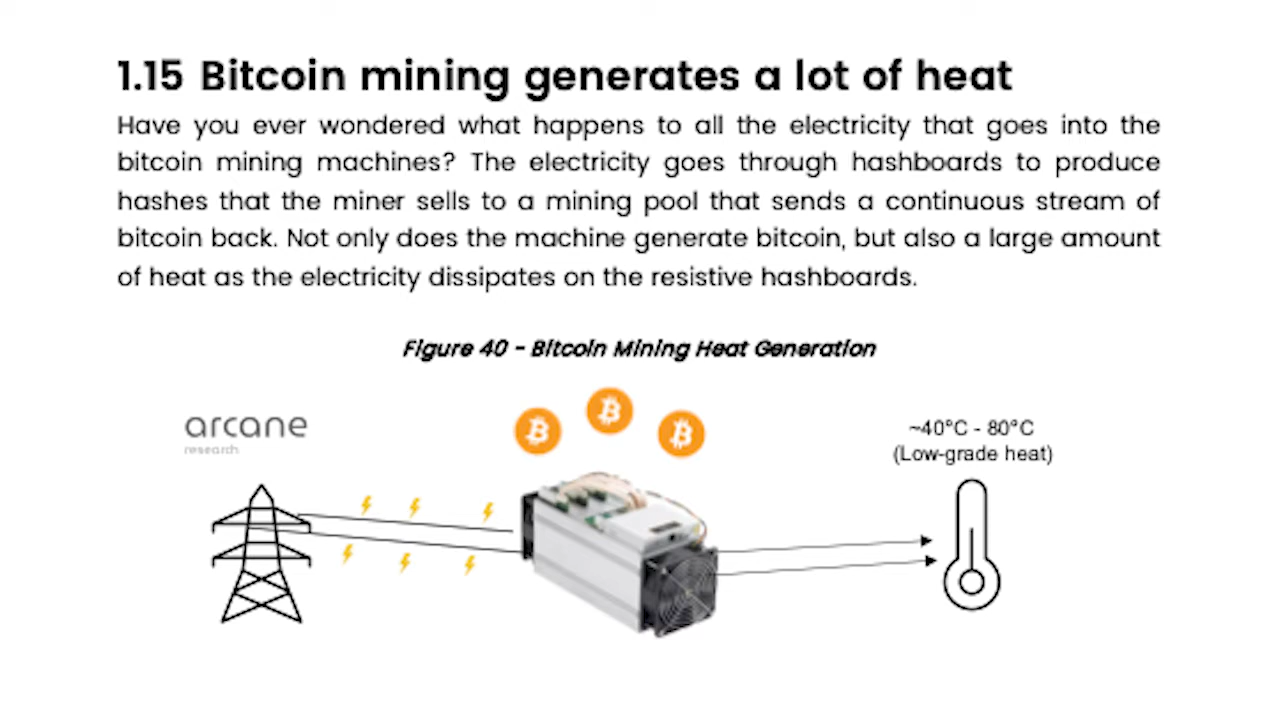 1.15 Bitcoin mining generates a lot of heat
Have you ever wondered what happens to all the electricity that goes into the
bitcoin mining machines? The electricity goes through hashboards to produce
hashes that the miner sells to a mining pool that sends a continuous stream of
bitcoin back. Not only does the machine generate bitcoin, but also a large amount
of heat as the electricity dissipates on the resistive hashboards.
Figure 40 - Bitcoin Mining Heat Generation
arcane
research
~40°C - 80°C
(Low-grade heat)